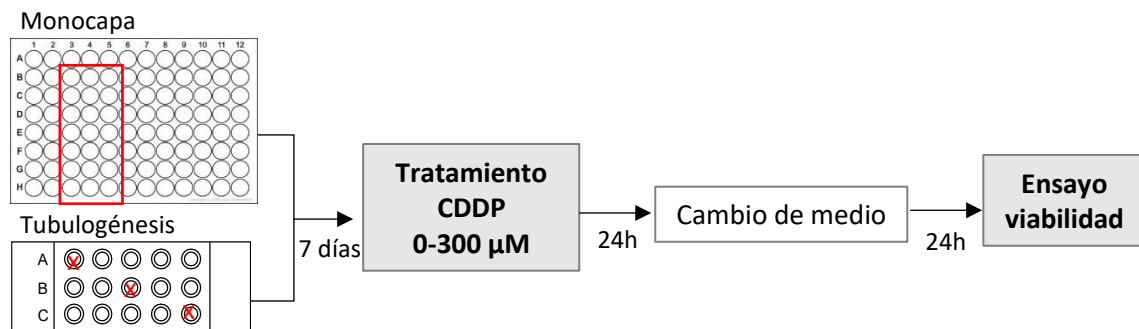 Monocapa
1 2 3 4 5 6 7 8 9 10 11 12
A
B
C
D
E
F
G
H
Tubulogénesis
A
B
C
7 días
Tratamiento
CDDP
0-300 µM
24h
Cambio de medio
24h
Ensayo
viabilidad